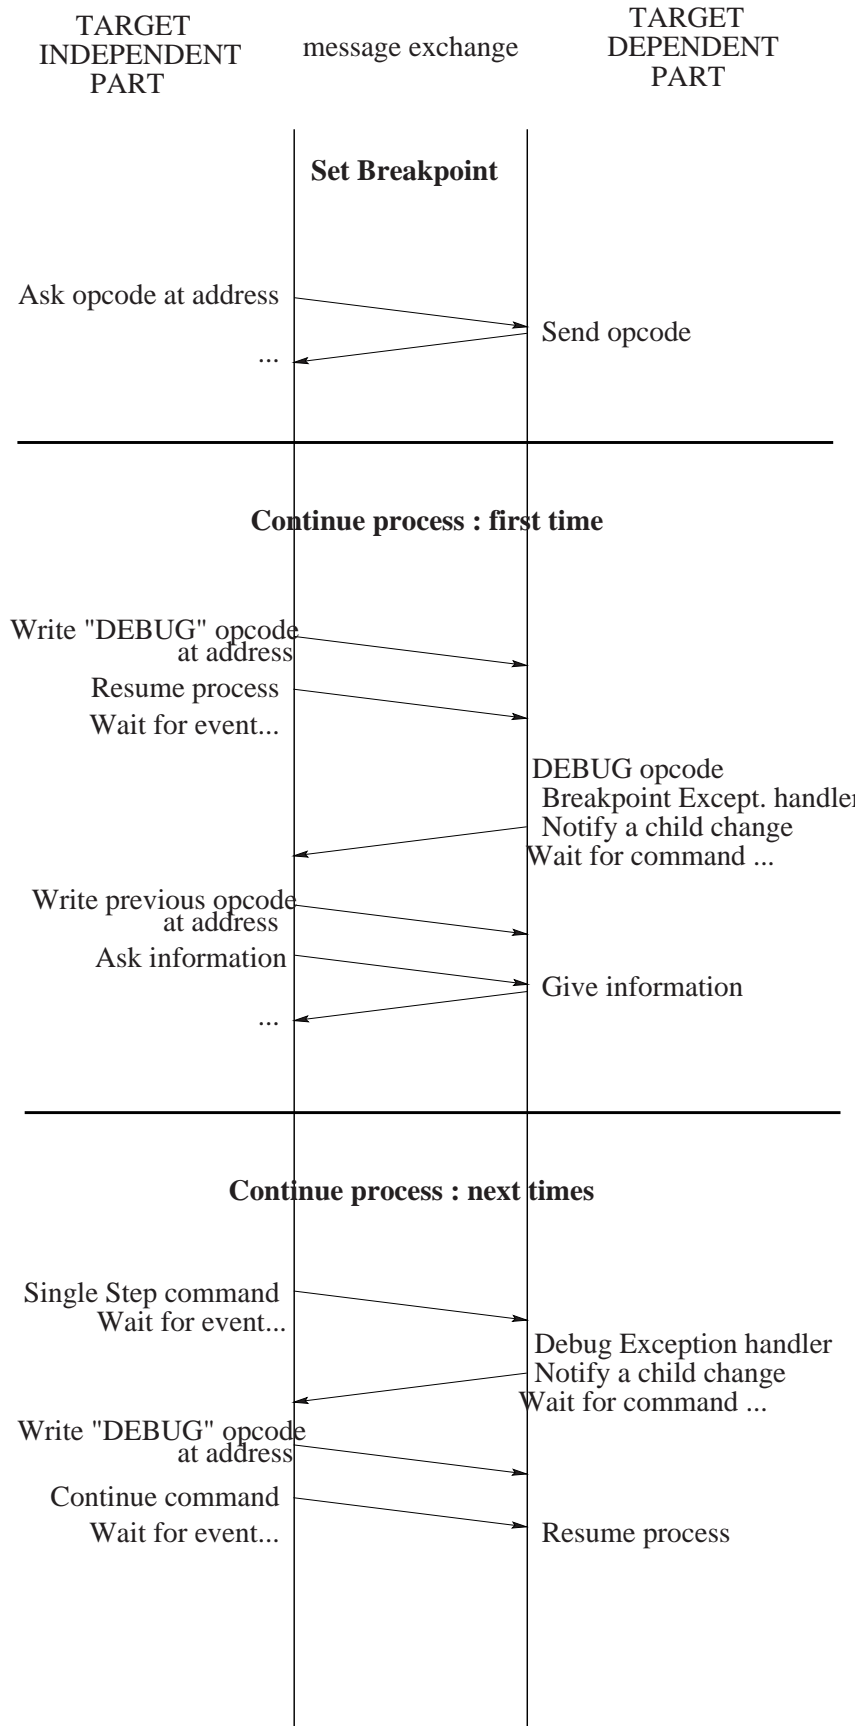 TARGET
INDEPENDENT
PART
message exchange
TARGET
DEPENDENT
PART
Set Breakpoint
Ask opcode at address
Send opcode
...
Continue process : first time
Write "DEBUG" opcode
at address
Resume process
Wait for event...
DEBUG opcode
Breakpoint Except. handler
Notify a child change
Wait for command ...
Write previous opcode
at address
Ask information
Give information
...
Continue process : next times
Single Step command
Wait for event...
Debug Exception handler
Notify a child change
Wait for command ...
Write "DEBUG" opcode
at address
Continue command
Wait for event...
Resume process